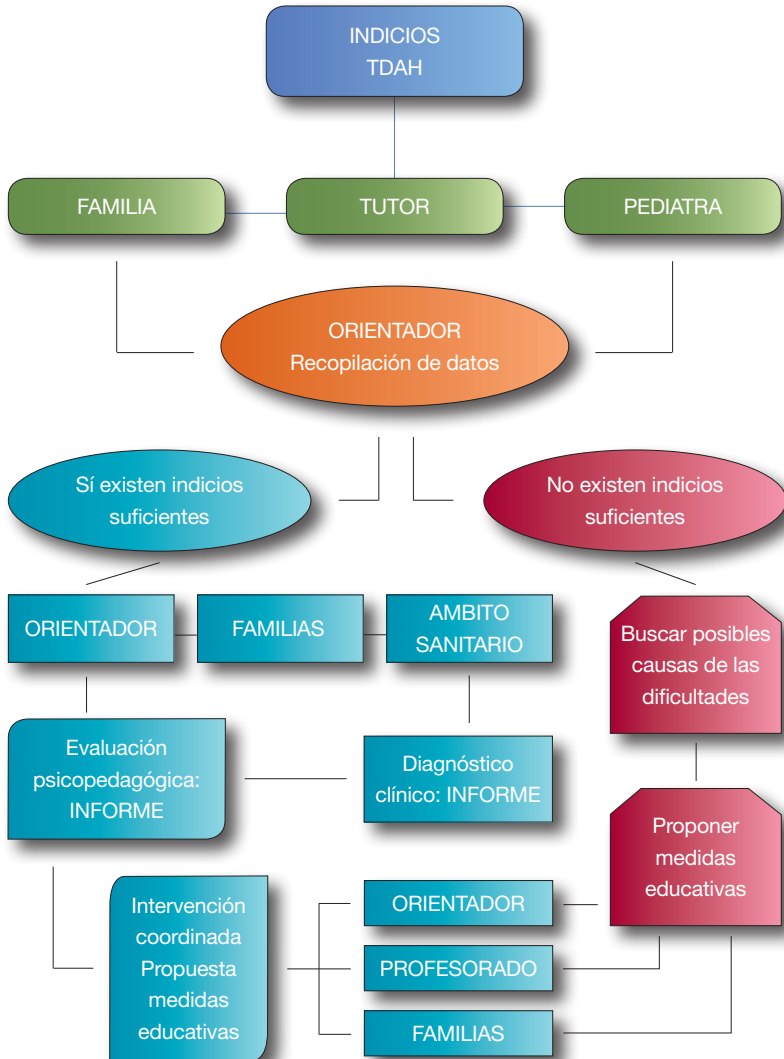 INDICIOS
TDAH
FAMILIA
TUTOR
PEDIATRA
ORIENTADOR
Recopilación de datos
Sí existen indicios
suficientes
No existen indicios
suficientes
ORIENTADOR
FAMILIAS
AMBITO
SANITARIO
Buscar posibles
causas de las
dificultades
Evaluación
psicopedagógica:
INFORME
Diagnóstico
clínico: INFORME
Proponer
medidas
educativas
Intervención
coordinada
Propuesta
medidas
educativas
ORIENTADOR
PROFESORADO
FAMILIAS